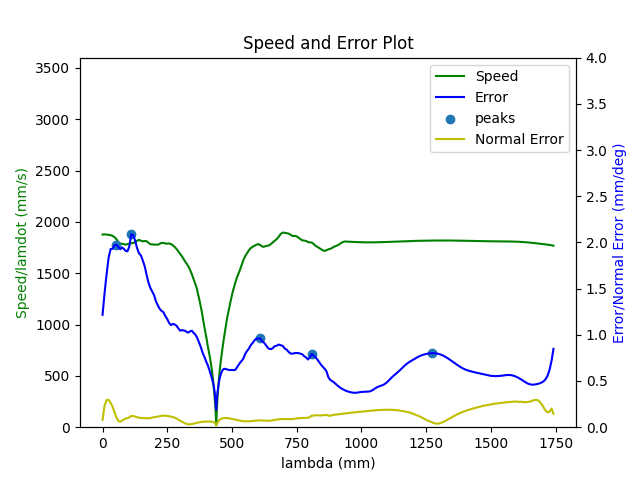 Speed and Error Plot
Speed
Error
peaks
Normal Error
Speed/lamdot (mm/s)
3500
3000
2500
2000
1500
1000
500
0
4.0
3.5
3.0
2.5
2.0
1.5
1.0
0.5
0.0
Error/Normal Error (mm/deg)
0 250 500 750 1000 1250 1500 1750
lambda (mm)